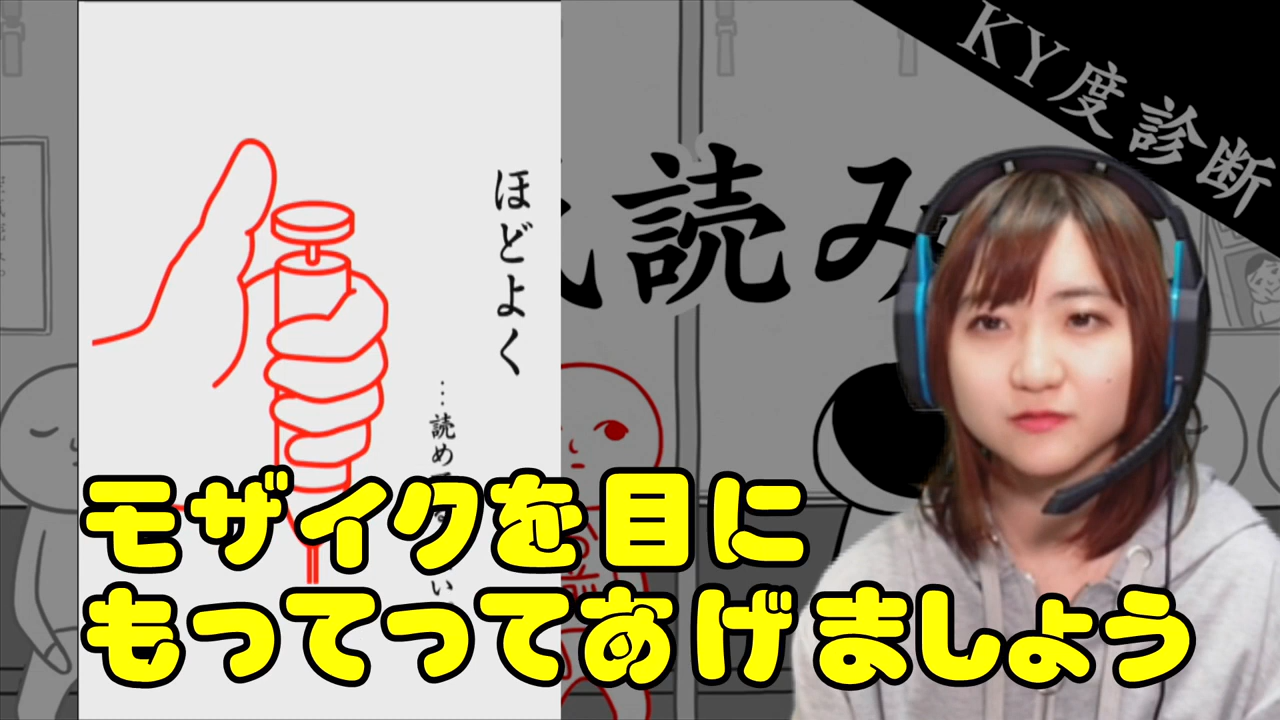 KY度診断
読み
ほどよく
…読め
い
モザイクを目に
もってってあげましょう